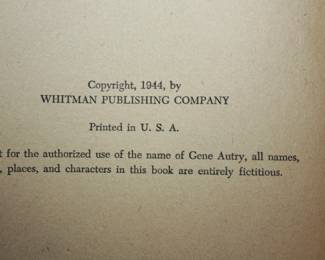 Copyright, 1944, by
WHITMAN PUBLISHING COMPANY
Printed in U. S. A.
for the authorized use of the name of Gene Autry, all names,
places, and characters in this book are entirely fictitious.